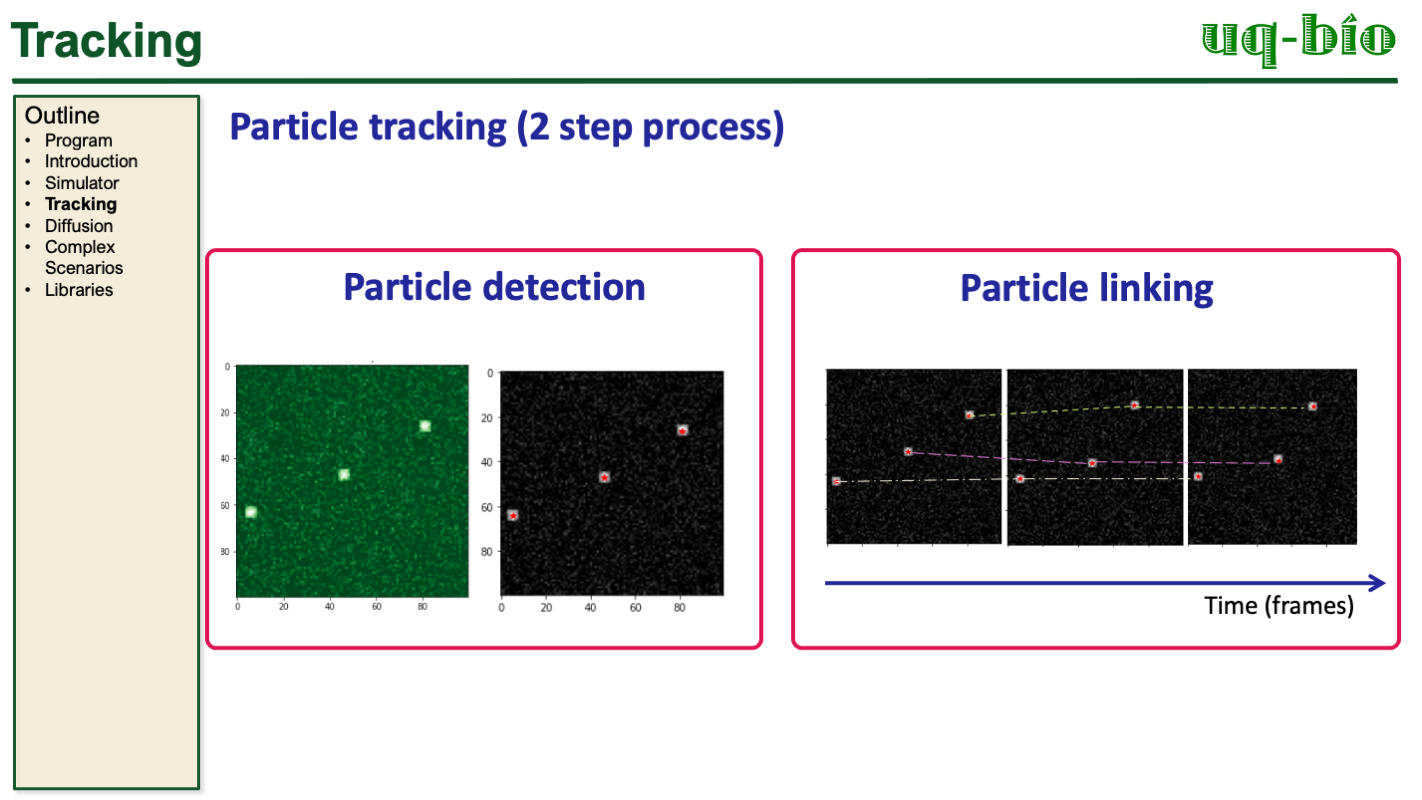 Tracking
uq-bío
Outline
• Program
• Introduction
• Simulator
• Tracking
• Diffusion
• Complex
Scenarios
• Libraries
Particle tracking (2 step process)
Particle detection
0
20
40
60
80
0 20 40 60 80
0
20
40
60
80
0 20 40 60 80
Particle linking
Time (frames)